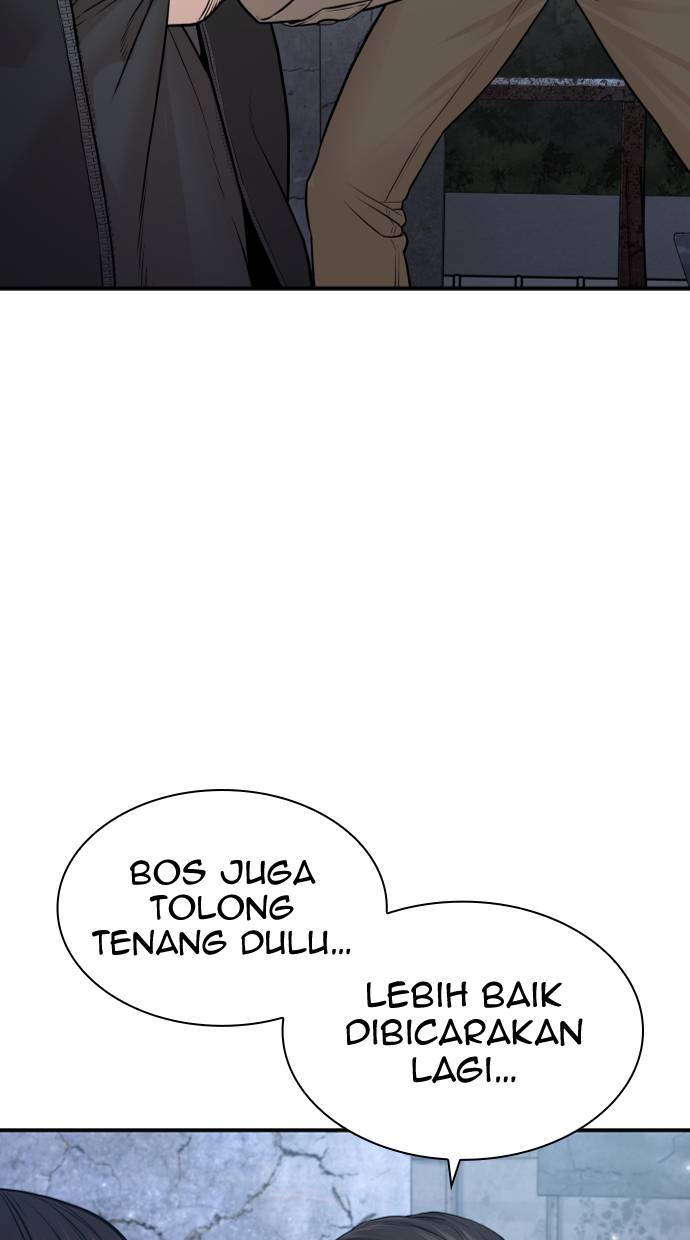 BOS JUGA
TOLONG
TENANG DULU...
LEBIH BAIK
DIBICARAKAN
LAGI...